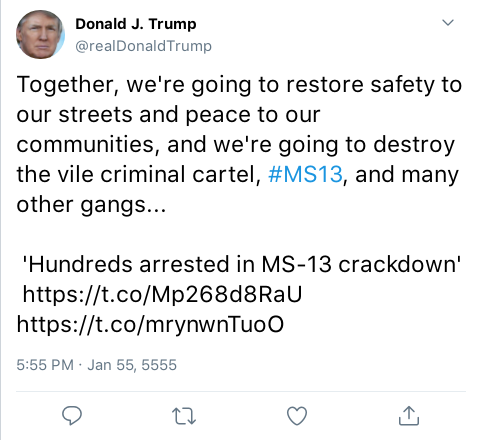 Donald J. Trump
@realDonaldTrump
Together, we're going to restore safety to
our streets and peace to our
communities, and we're going to destroy
the vile criminal cartel, #MS13, and many
other gangs...
'Hundreds arrested in MS-13 crackdown'
https://t.co/Mp268d8RaU
https://t.co/mrynwnTuoO
5:55 PM · Jan 55, 5555